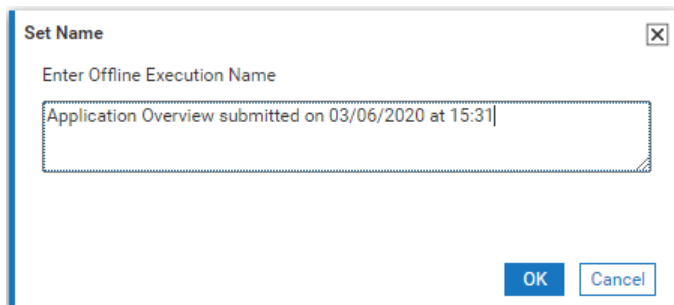 Set Name
Enter Offline Execution Name
Application Overview submitted on 03/06/2020 at 15:31
OK Cancel